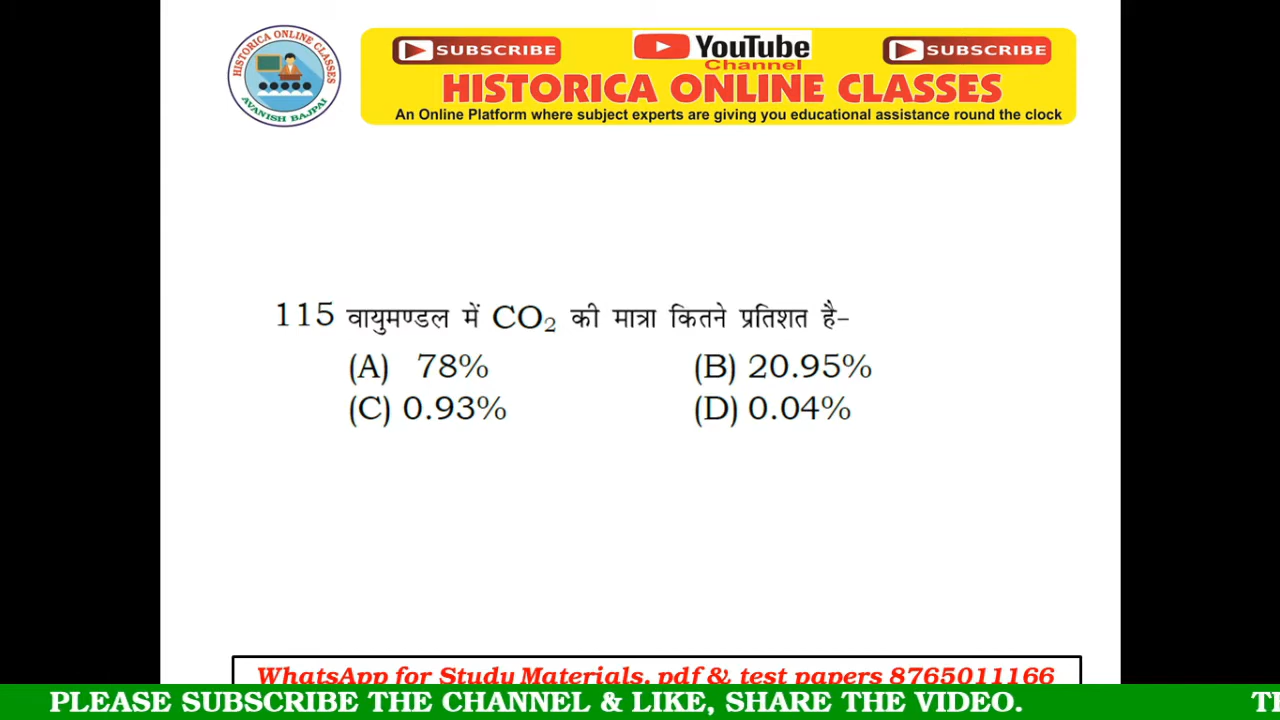 HISTORICA ONLINE CLASSES
AVANISH BAJPAI
SUBSCRIBE
YouTube
SUBSCRIBE
Channel
HISTORICA ONLINE CLASSES
An Online Platform where subject experts are giving you educational assistance round the clock
115 वायुमण्डल में CO₂ की मात्रा कितने प्रतिशत है-
(A) 78% (B) 20.95%
(C) 0.93% (D) 0.04%
WhatsApp for Study Materials, pdf & test papers 8765011166
PLEASE SUBSCRIBE THE CHANNEL & LIKE, SHARE THE VIDEO.